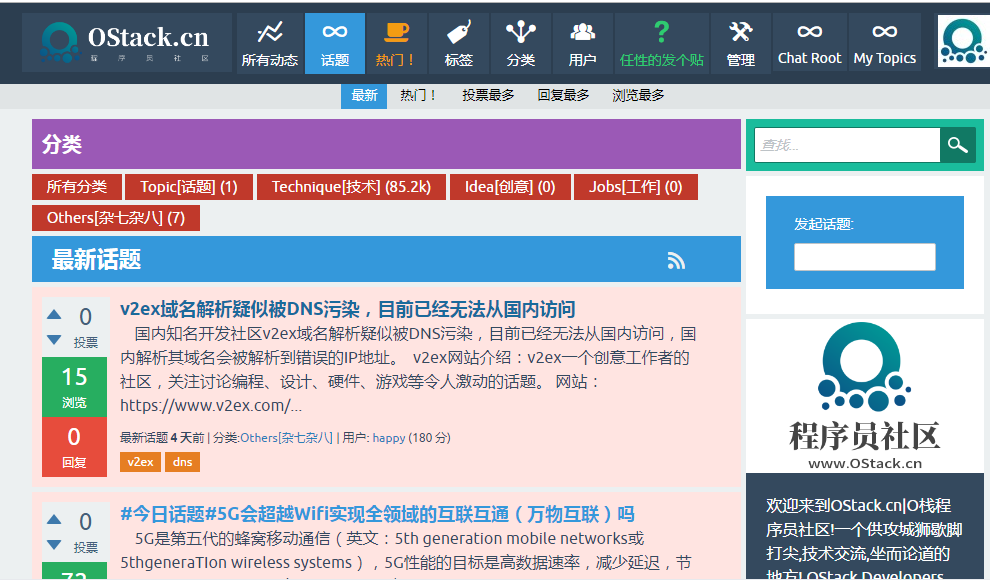 OStack.cn
程 序 员 社 区
所有动态
话题
热门！
标签
分类
用户
?
任性的发个贴
管理
Chat Root
My Topics
最新
热门！
投票最多
回复最多
浏览最多
分类
所有分类
Topic[话题] (1)
Technique[技术] (85.2k)
Idea[创意] (0)
Jobs[工作] (0)
Others[杂七杂八] (7)
最新话题
0
投票
15
浏览
0
回复
v2ex域名解析疑似被DNS污染，目前已经无法从国内访问
国内知名开发社区v2ex域名解析疑似被DNS污染，目前已经无法从国内访问，国
内解析其域名会被解析到错误的IP地址。 v2ex网站介绍：v2ex一个创意工作者的
社区，关注讨论编程、设计、硬件、游戏等令人激动的话题。 网站：
https://www.v2ex.com/...
最新话题 4 天前 | 分类:Others[杂七杂八] | 用户: happy (180 分)
v2ex
dns
0
投票
#今日话题#5G会超越Wifi实现全领域的互联互通（万物互联）吗
5G是第五代的蜂窝移动通信（英文：5th generation mobile networks或
5thgeneraTIon wireless systems），5G性能的目标是高数据速率，减少延迟，节
查找...
发起话题:
程序员社区
www.OStack.cn
欢迎来到OStack.cn|O栈程
序员社区!一个供攻城狮歇脚
打尖,技术交流,坐而论道的
地方! OStack Developers